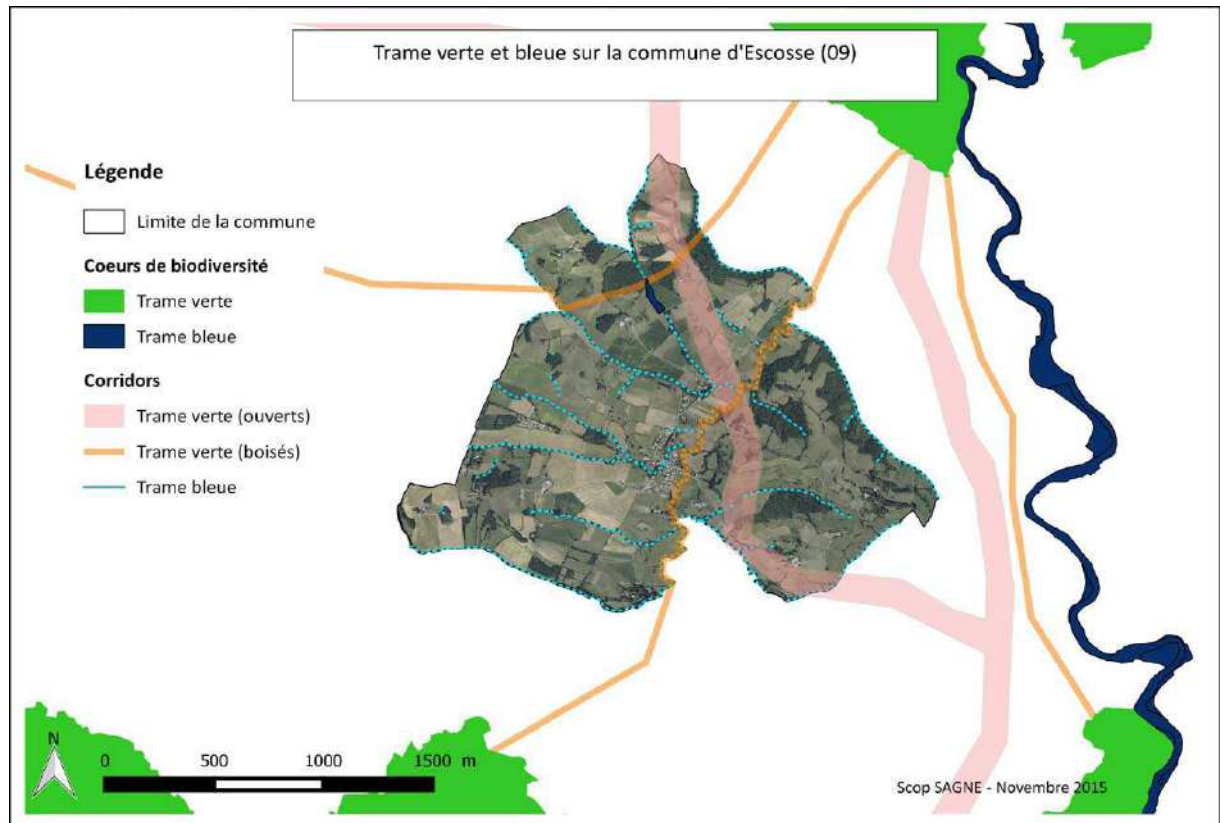 Trame verte et bleue sur la commune d'Escosse (09)
Légende
Limite de la commune
Coeurs de biodiversité
Trame verte
Trame bleue
Corridors
Trame verte (ouverts)
Trame verte (boisés)
Trame bleue
N
0 500 1000 1500 m
Scop SAGNE - Novembre 2015